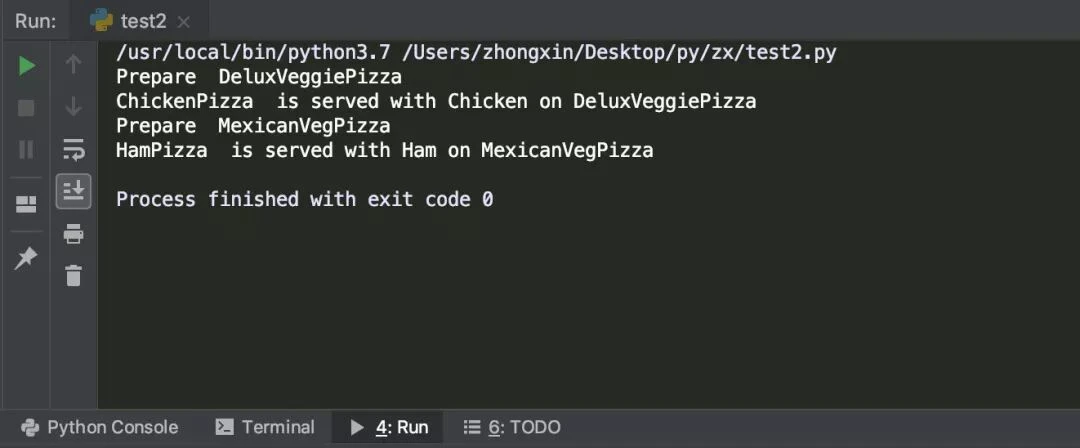 Run: test2
/usr/local/bin/python3.7 /Users/zhongxin/Desktop/py/zx/test2.py
Prepare  DeluxVeggiePizza
ChickenPizza  is served with Chicken on DeluxVeggiePizza
Prepare  MexicanVegPizza
HamPizza  is served with Ham on MexicanVegPizza
Process finished with exit code 0
Python Console Terminal 4: Run 6: TODO